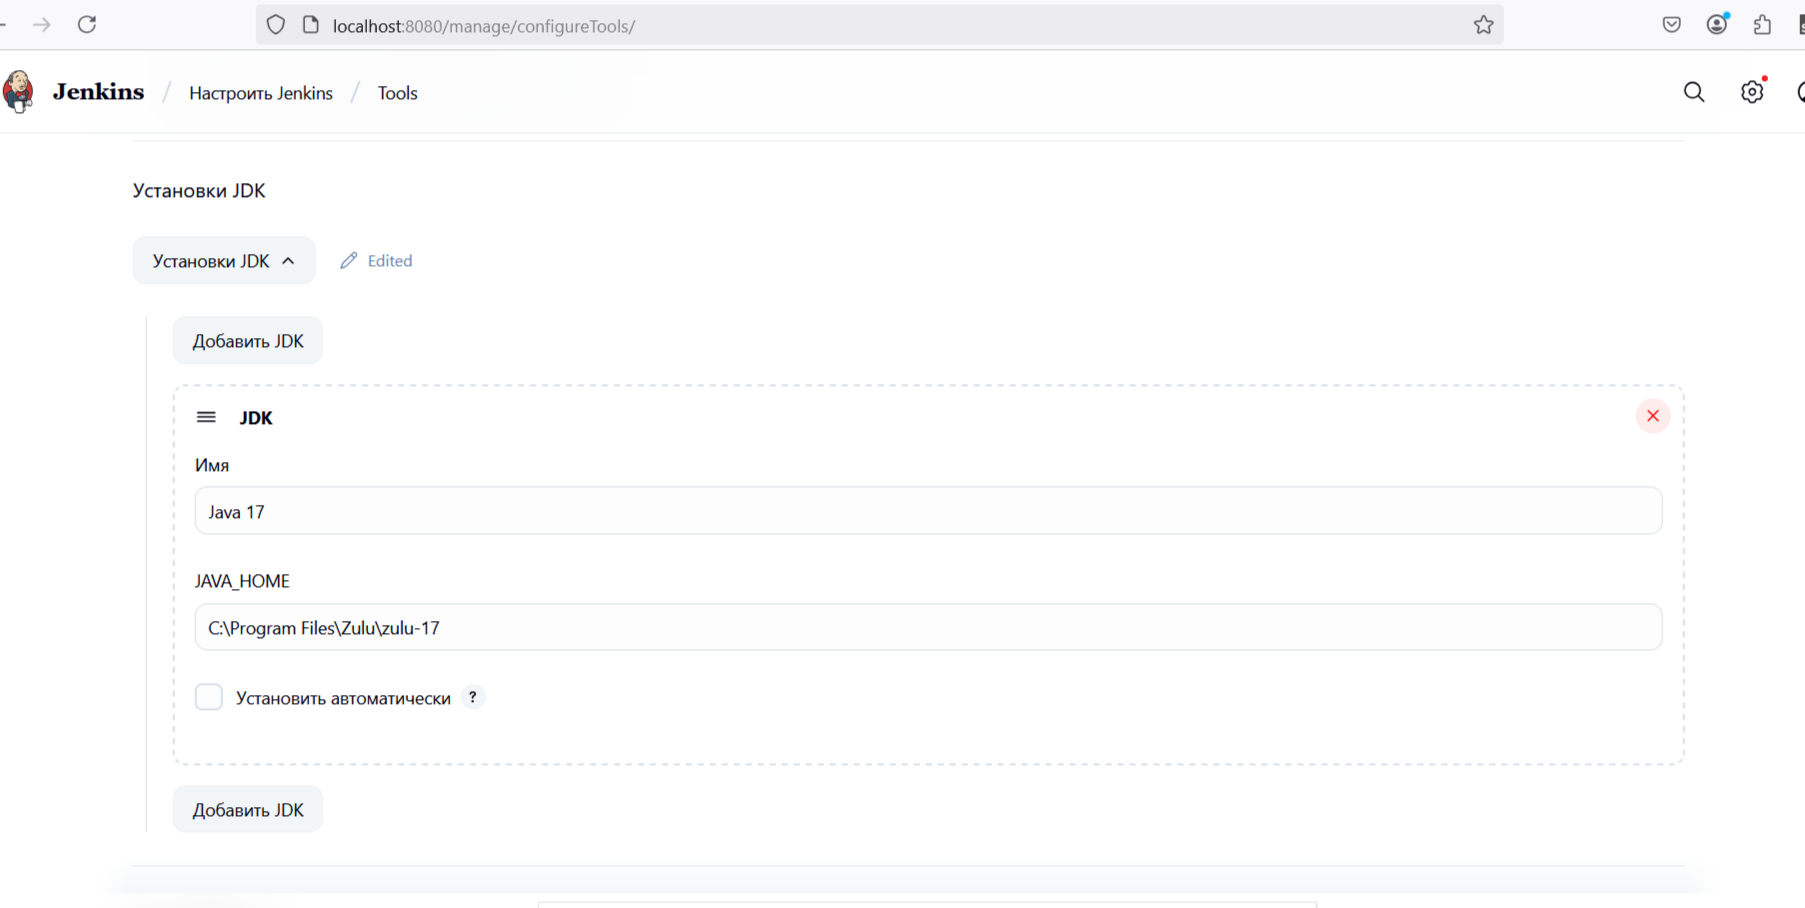 localhost:8080/manage/configureTools/
Jenkins / Настроить Jenkins / Tools
Установки JDK
Установки JDK Edited
Добавить JDK
JDK
Имя
Java 17
JAVA_HOME
C:\Program Files\Zulu\zulu-17
Установить автоматически ?
Добавить JDK